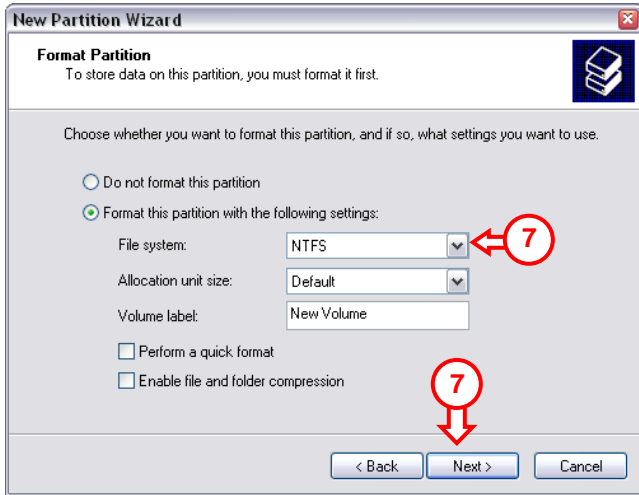 New Partition Wizard
Format Partition
To store data on this partition, you must format it first.
Choose whether you want to format this partition, and if so, what settings you want to use.
Do not format this partition
Format this partition with the following settings:
File system: NTFS 7
Allocation unit size: Default
Volume label: New Volume
Perform a quick format
Enable file and folder compression
7
< Back Next > Cancel